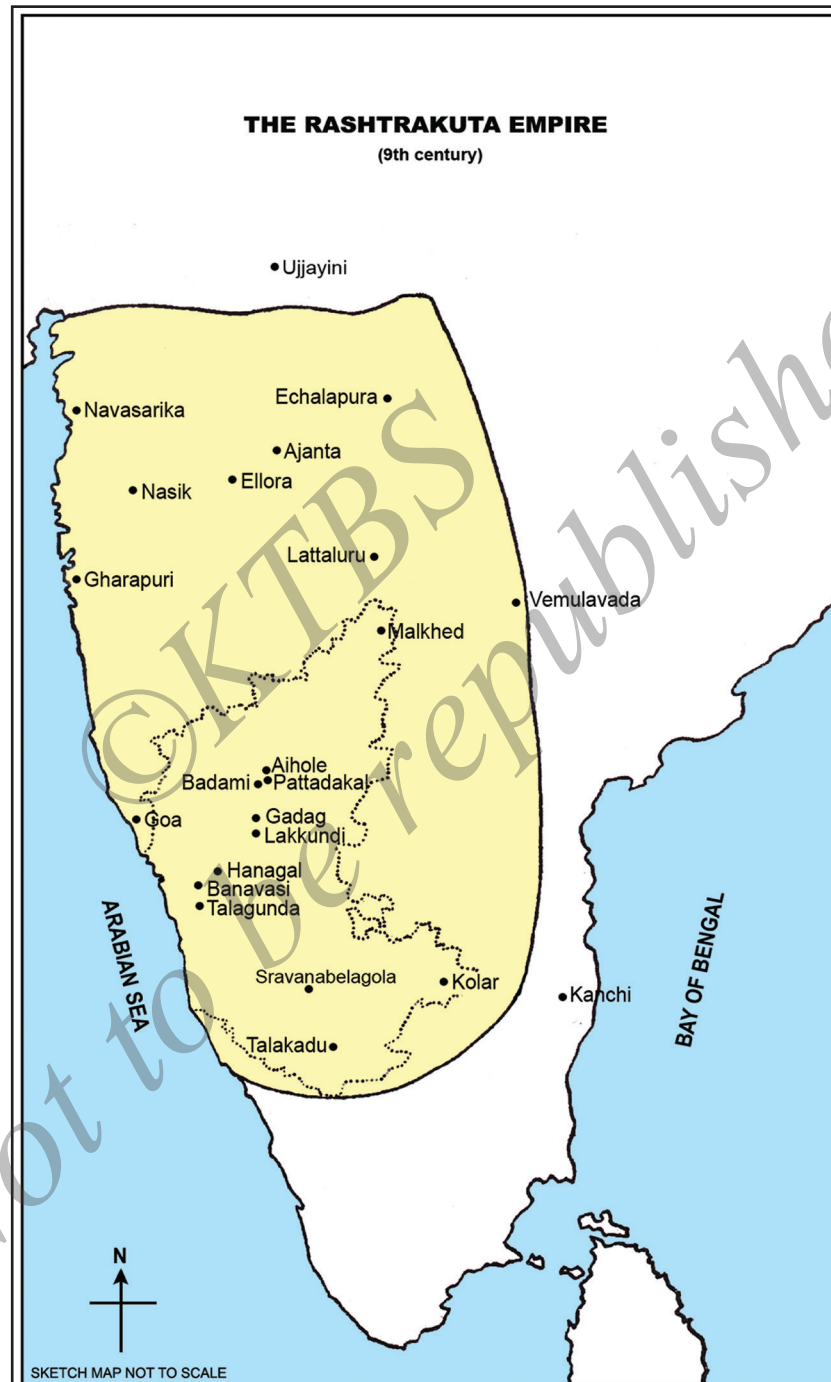 THE RASHTRAKUTA EMPIRE
(9th century)
Ujjayini
Echalapura
Navasarika
Ajanta
Ellora
Nasik
Lattaluru
Gharapuri
Vemulavada
Malkhed
Aihole
Badami
Pattadakal
Goa
Gadag
Lakkundi
Hanagal
Banavasi
Talagunda
Sravanabelagola
Kolar
Kanchi
Talakadu
ARABIAN SEA
BAY OF BENGAL
N
SKETCH MAP NOT TO SCALE
©KTBS
Not to be republishe